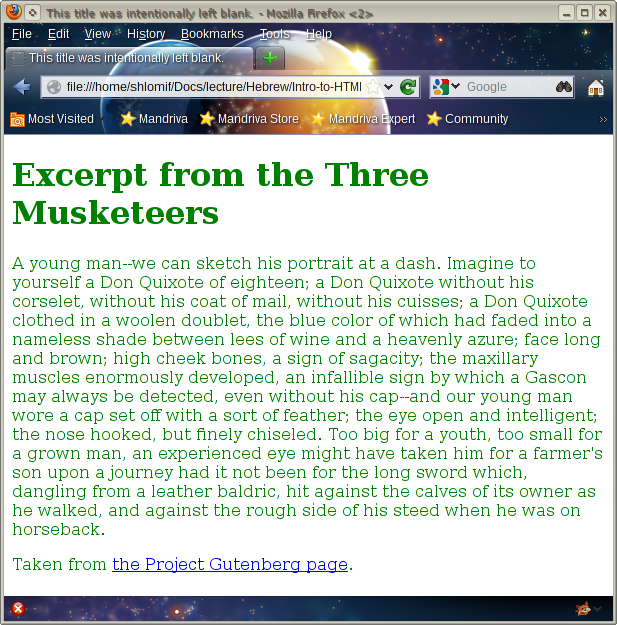 This title was intentionally left blank. - Mozilla Firefox <2>
File Edit View History Bookmarks Tools Help
This title was intentionally left blank.
file:///home/shlomif/Docs/lecture/Hebrew/Intro-to-HTMl Google
Most Visited Mandriva Mandriva Store Mandriva Expert Community
Excerpt from the Three
Musketeers
A young man--we can sketch his portrait at a dash. Imagine to
yourself a Don Quixote of eighteen; a Don Quixote without his
corselet, without his coat of mail, without his cuisses; a Don Quixote
clothed in a woolen doublet, the blue color of which had faded into a
nameless shade between lees of wine and a heavenly azure; face long
and brown; high cheek bones, a sign of sagacity; the maxillary
muscles enormously developed, an infallible sign by which a Gascon
may always be detected, even without his cap--and our young man
wore a cap set off with a sort of feather; the eye open and intelligent;
the nose hooked, but finely chiseled. Too big for a youth, too small for
a grown man, an experienced eye might have taken him for a farmer's
son upon a journey had it not been for the long sword which,
dangling from a leather baldric, hit against the calves of its owner as
he walked, and against the rough side of his steed when he was on
horseback.
Taken from the Project Gutenberg page.